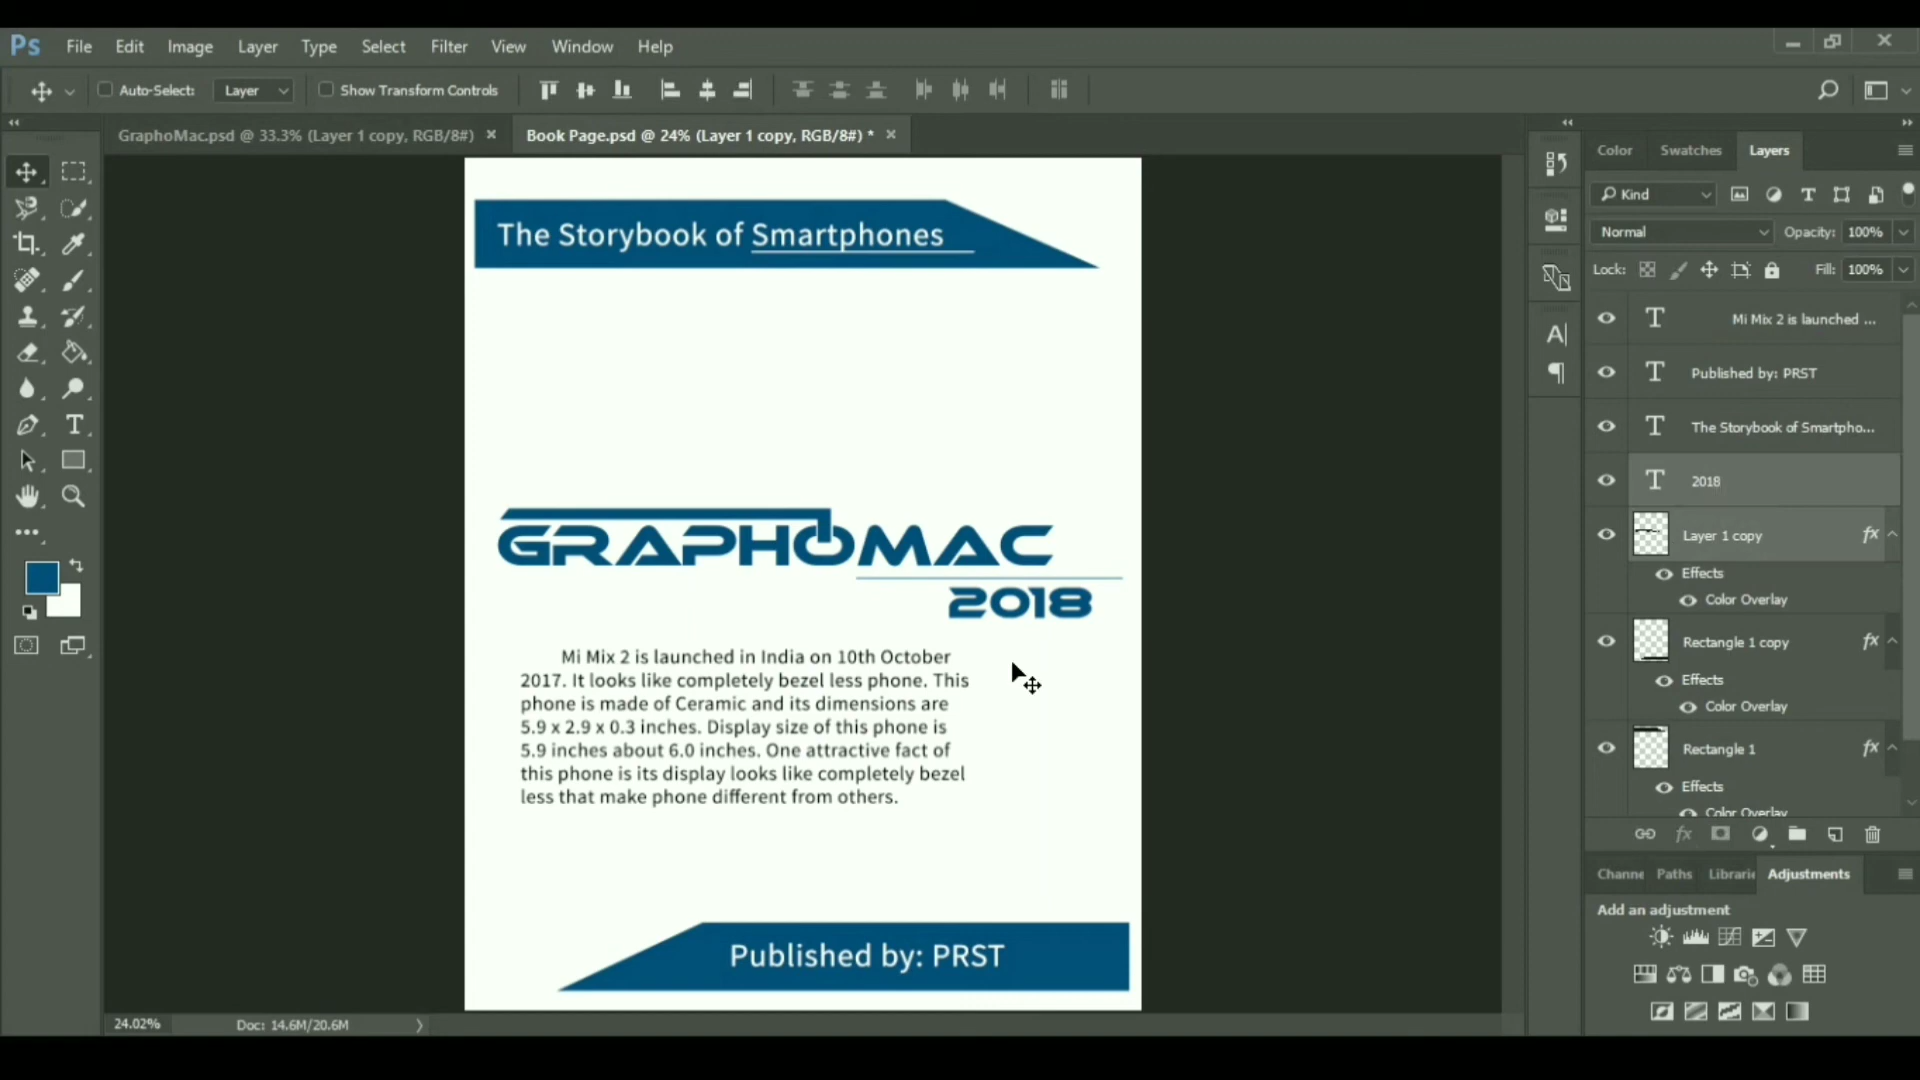 Ps File Edit Image Layer Type Select Filter View Window Help
Auto-Select: Layer Show Transform Controls
GraphoMac.psd @ 33.3% (Layer 1 copy, RGB/8#) × Book Page.psd @ 24% (Layer 1 copy, RGB/8#) * ×
The Storybook of Smartphones
GRAPHOMAC
2018
Mi Mix 2 is launched in India on 10th October
2017. It looks like completely bezel less phone. This
phone is made of Ceramic and its dimensions are
5.9 x 2.9 x 0.3 inches. Display size of this phone is
5.9 inches about 6.0 inches. One attractive fact of
this phone is its display looks like completely bezel
less that make phone different from others.
Published by: PRST
24.02% Doc: 14.6M/20.6M
Color Swatches Layers
Kind
Normal Opacity: 100%
Lock: Fill: 100%
Mi Mix 2 is launched ...
Published by: PRST
The Storybook of Smartpho...
2018
Layer 1 copy fx
Effects
Color Overlay
Rectangle 1 copy fx
Effects
Color Overlay
Rectangle 1 fx
Effects
Color Overlay
fx
Channe Paths Librarie Adjustments
Add an adjustment